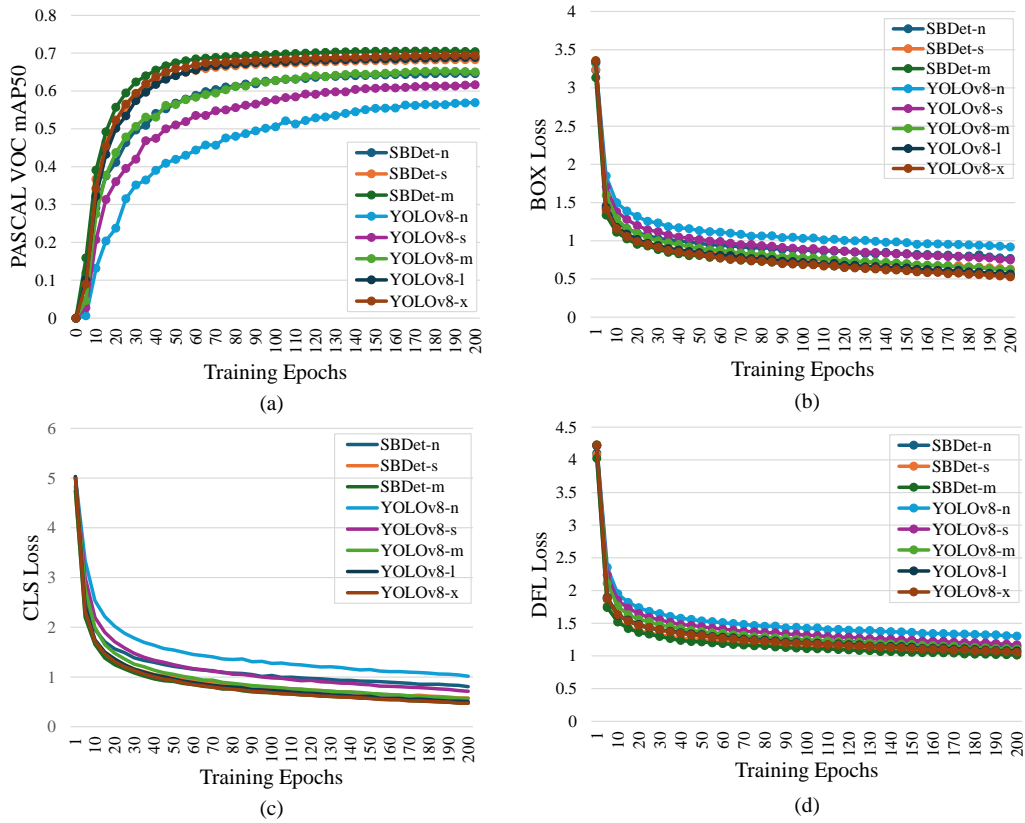 PASCAL VOC mAP50
0.8
0.7
0.6
0.5
0.4
0.3
0.2
0.1
0
SBDet-n
SBDet-s
SBDet-m
YOLOv8-n
YOLOv8-s
YOLOv8-m
YOLOv8-l
YOLOv8-x
0 10 20 30 40 50 60 70 80 90 100 110 120 130 140 150 160 170 180 190 200
Training Epochs
(a)
BOX Loss
4
3.5
3
2.5
2
1.5
1
0.5
0
SBDet-n
SBDet-s
SBDet-m
YOLOv8-n
YOLOv8-s
YOLOv8-m
YOLOv8-l
YOLOv8-x
1 10 20 30 40 50 60 70 80 90 100 110 120 130 140 150 160 170 180 190 200
Training Epochs
(b)
CLS Loss
6
5
4
3
2
1
0
SBDet-n
SBDet-s
SBDet-m
YOLOv8-n
YOLOv8-s
YOLOv8-m
YOLOv8-l
YOLOv8-x
1 10 20 30 40 50 60 70 80 90 100 110 120 130 140 150 160 170 180 190 200
Training Epochs
(c)
DFL Loss
4.5
4
3.5
3
2.5
2
1.5
1
0.5
0
SBDet-n
SBDet-s
SBDet-m
YOLOv8-n
YOLOv8-s
YOLOv8-m
YOLOv8-l
YOLOv8-x
1 10 20 30 40 50 60 70 80 90 100 110 120 130 140 150 160 170 180 190 200
Training Epochs
(d)